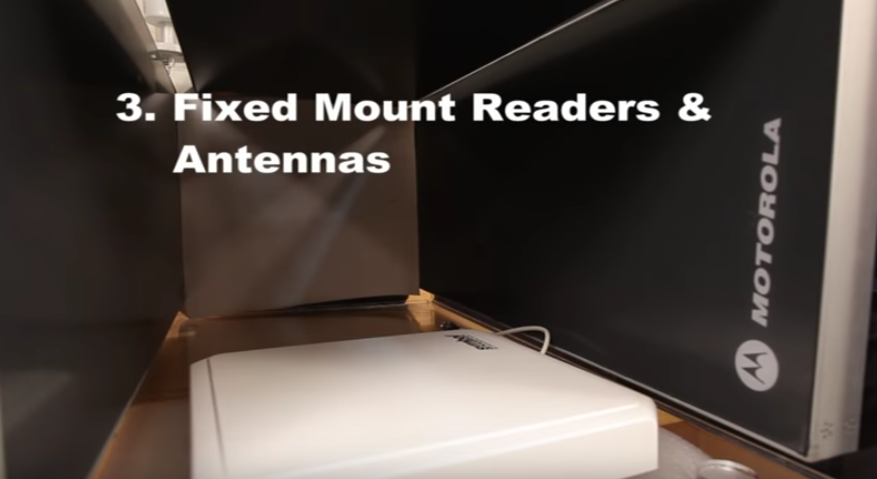 3. Fixed Mount Readers &
Antennas
MOTOROLA